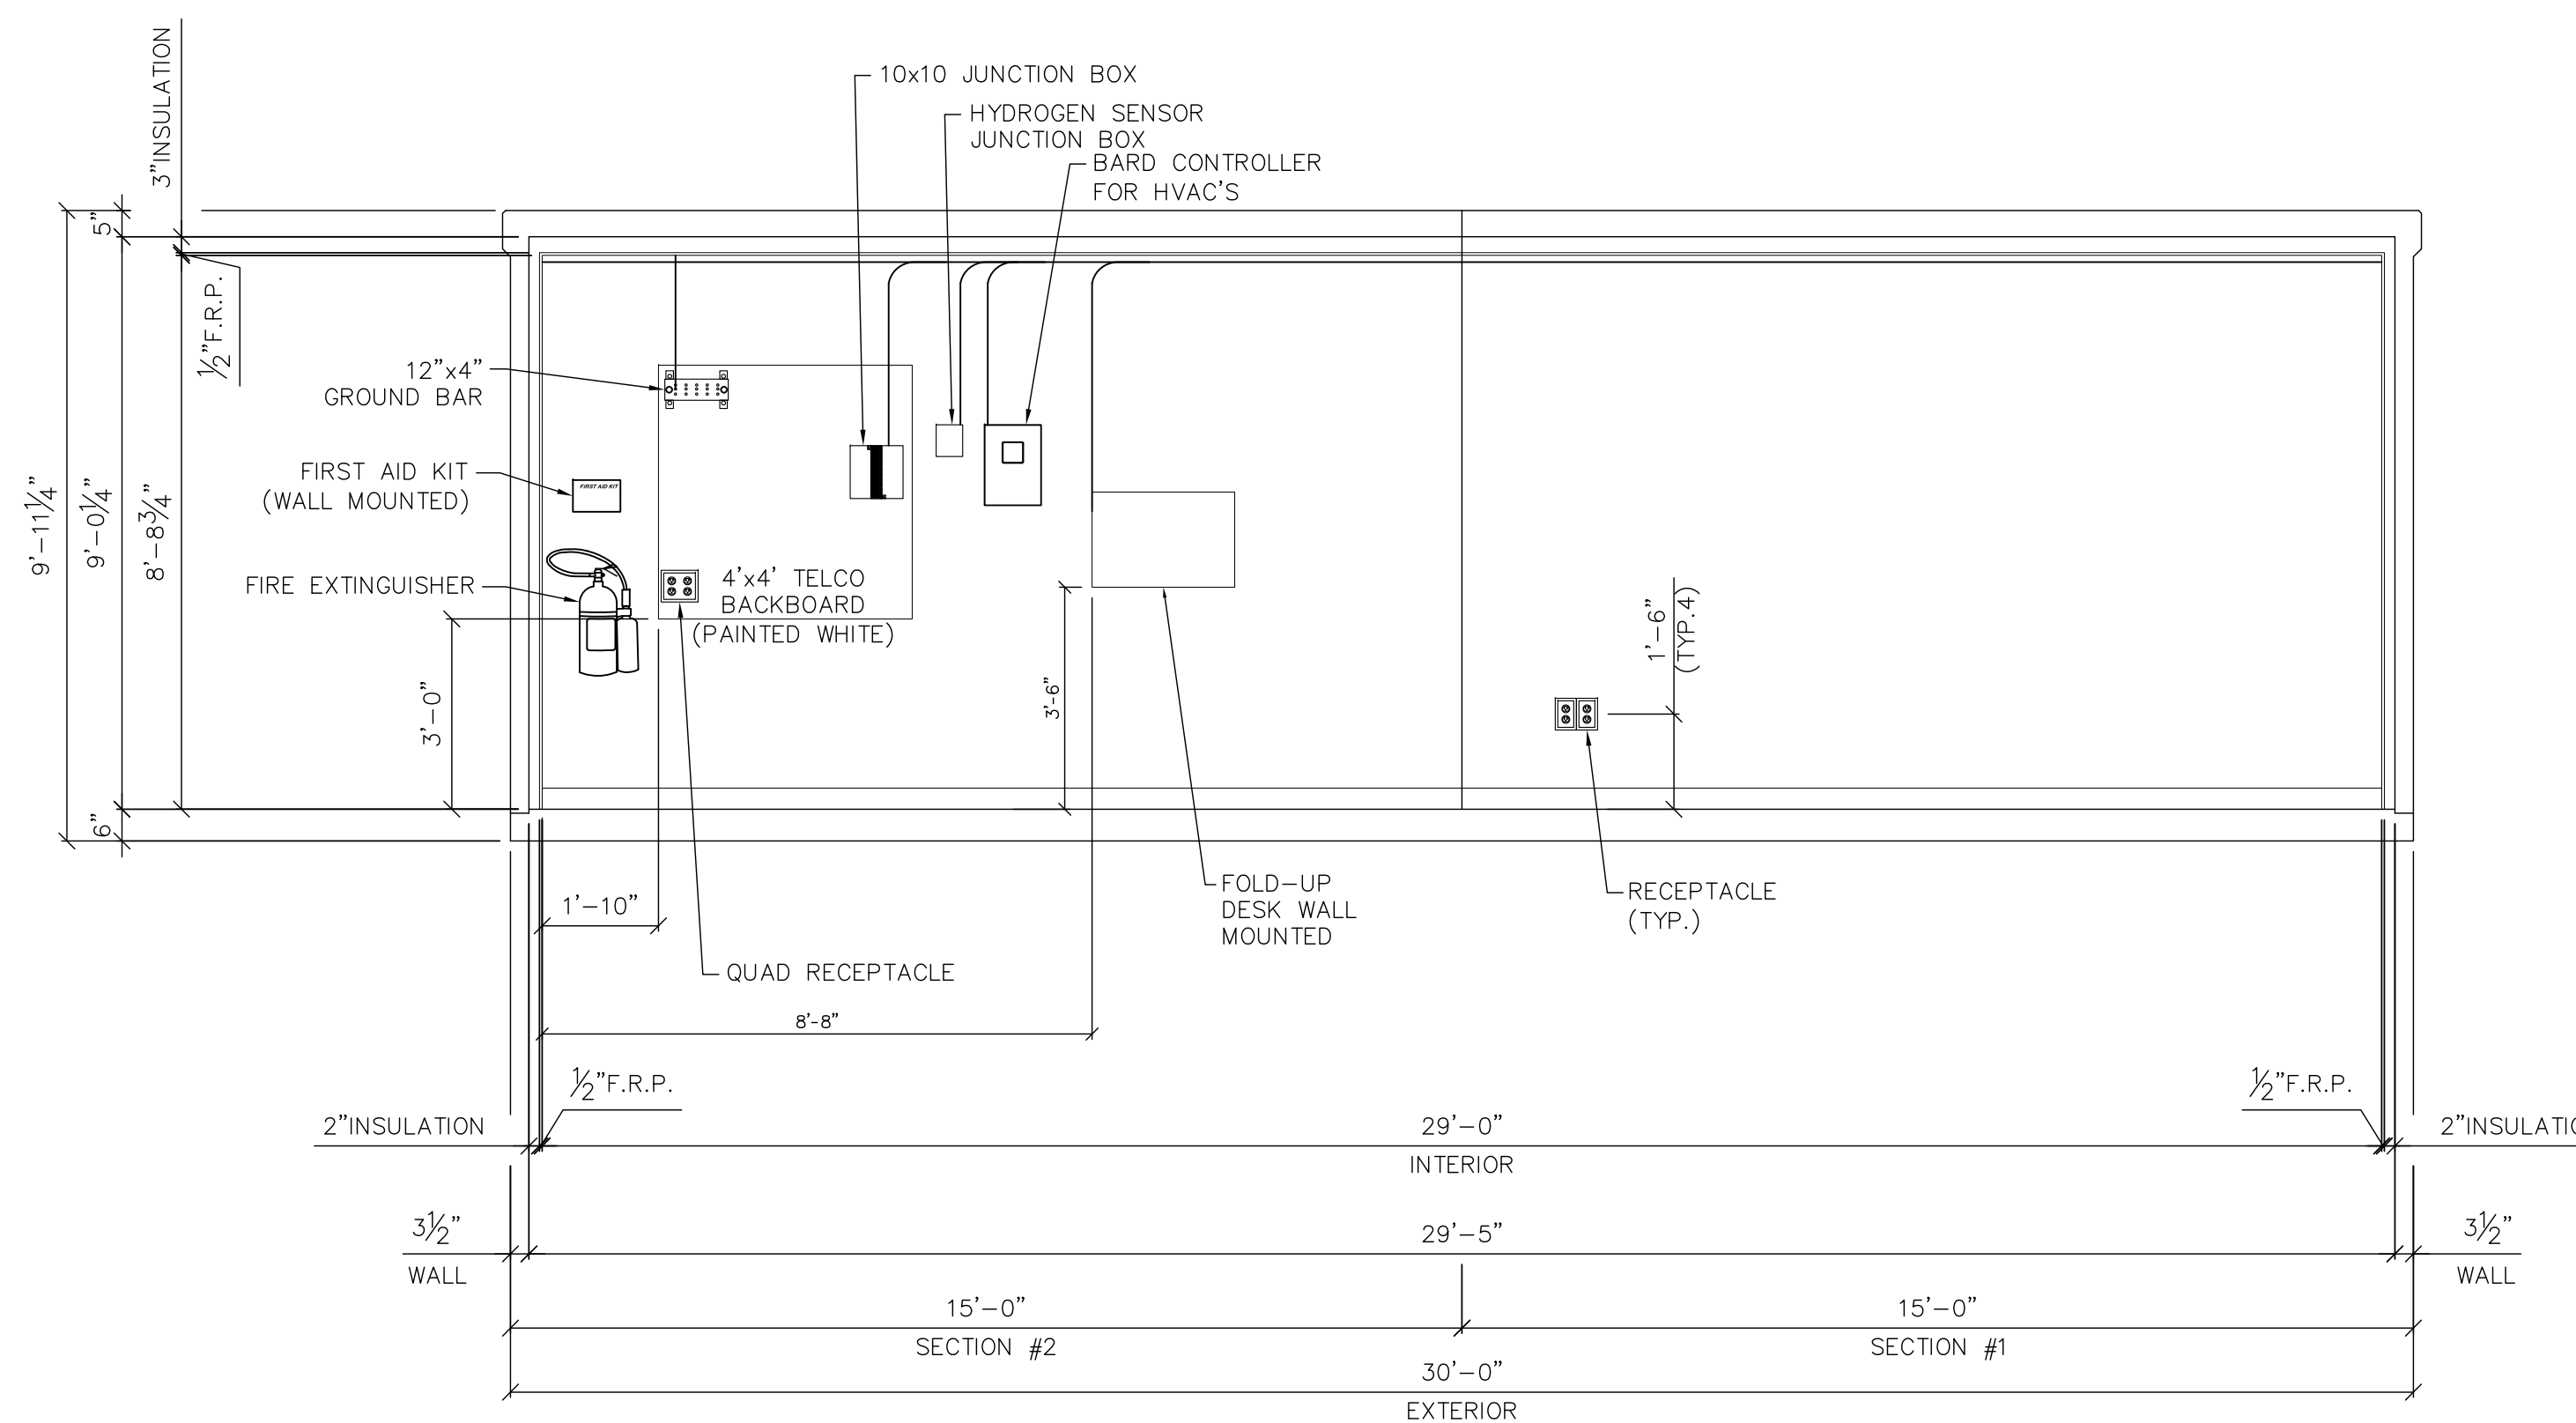 3"INSULATION
10x10 JUNCTION BOX
HYDROGEN SENSOR
JUNCTION BOX
BARD CONTROLLER
FOR HVAC'S
5"
½"F.R.P.
12"x4"
GROUND BAR
FIRST AID KIT
(WALL MOUNTED)
FIRST AID KIT
9'-11¼"
9'-0¼"
8'-8¾"
FIRE EXTINGUISHER
4'x4' TELCO
BACKBOARD
(PAINTED WHITE)
1'-6"
(TYP.4)
3'-0"
3'-6"
6"
1'-10"
FOLD-UP
DESK WALL
MOUNTED
RECEPTACLE
(TYP.)
QUAD RECEPTACLE
8'-8"
½"F.R.P.
½"F.R.P.
2"INSULATION
29'-0"
INTERIOR
2"INSULATIO
3½"
WALL
29'-5"
3½"
WALL
15'-0"
SECTION #2
15'-0"
SECTION #1
30'-0"
EXTERIOR